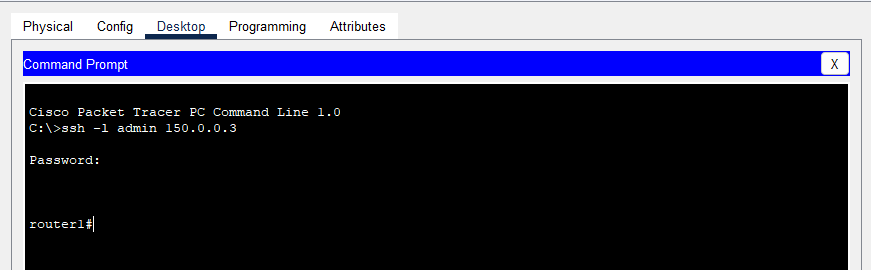 Physical Config Desktop Programming Attributes
Command Prompt X
Cisco Packet Tracer PC Command Line 1.0
C:\>ssh -l admin 150.0.0.3
Password:
router1#